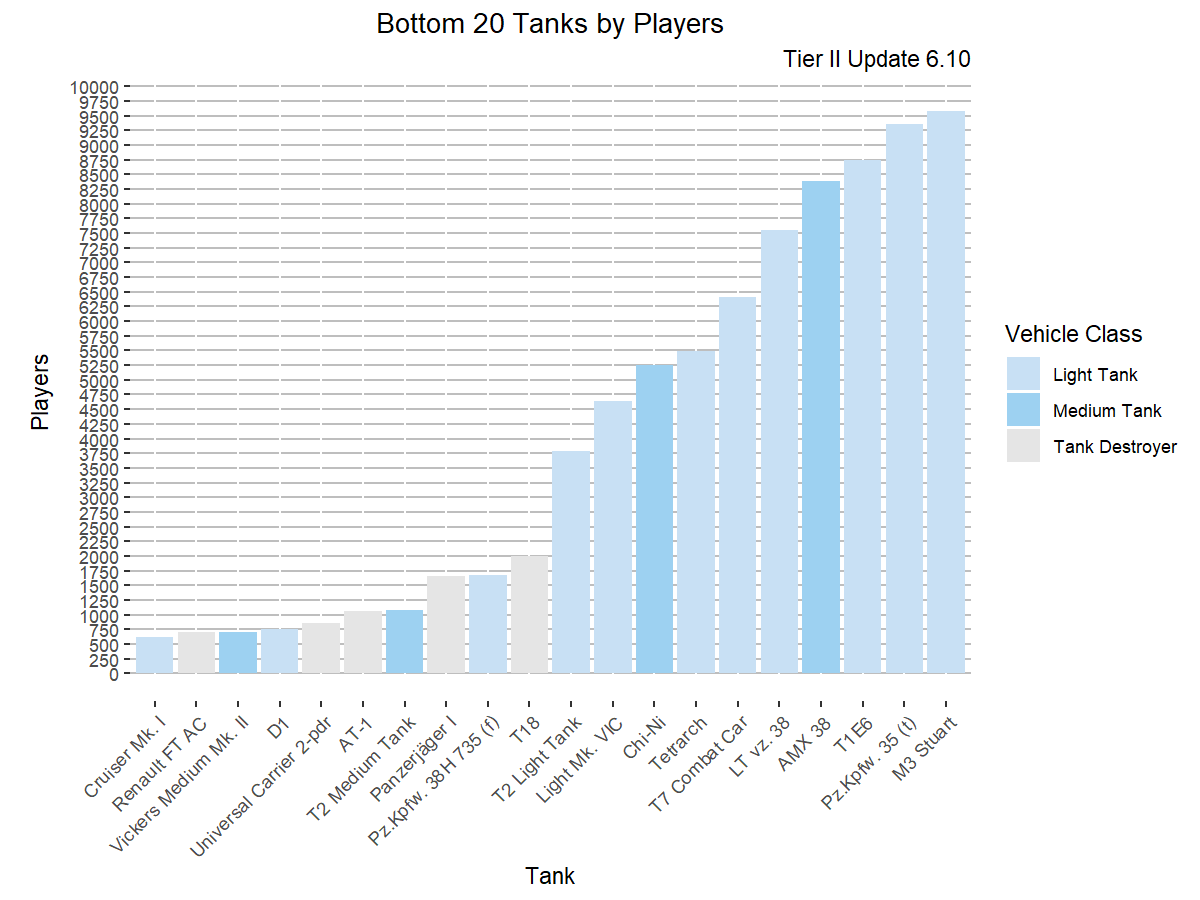 Bottom 20 Tanks by Players
Tier II Update 6.10
10000
9750
9500
9250
9000
8750
8500
8250
8000
7750
7500
7250
7000
6750
6500
6250
6000
5750
5500
5250
5000
4750
4500
4250
4000
3750
3500
3250
3000
2750
2500
2250
2000
1750
1500
1250
1000
750
500
250
0
Players
Cruiser Mk. I
Renault FT AC
Vickers Medium Mk. II
D1
Universal Carrier 2-pdr
AT-1
T2 Medium Tank
Panzerjäger I
Pz.Kpfw. 38H 735 (f)
T18
T2 Light Tank
Light Mk. VIC
Chi-Ni
Tetrarch
T7 Combat Car
LT vz. 38
AMX 38
T1E6
Pz.Kpfw. 35 (t)
M3 Stuart
Tank
Vehicle Class
Light Tank
Medium Tank
Tank Destroyer